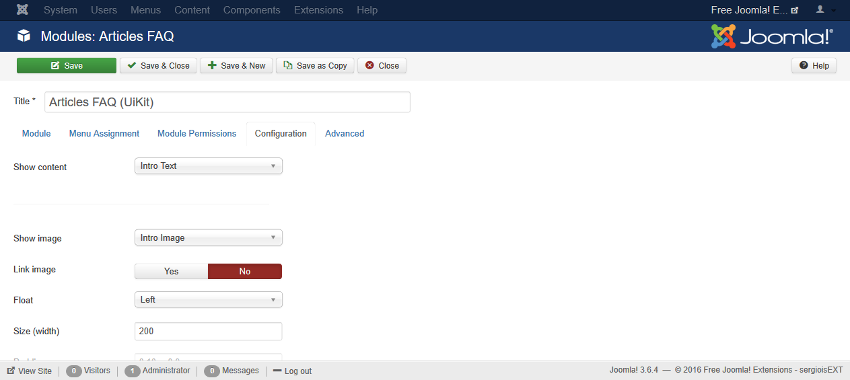 System Users Menus Content Components Extensions Help Free Joomla! E...
Modules: Articles FAQ Joomla!®
Save Save & Close Save & New Save as Copy Close Help
Title * Articles FAQ (UiKit)
Module Menu Assignment Module Permissions Configuration Advanced
Show content Intro Text
Show image Intro Image
Link image Yes No
Float Left
Size (width) 200
View Site 0 Visitors 1 Administrator 0 Messages Log out Joomla! 3.6.4 — © 2016 Free Joomla! Extensions - sergioisEXT